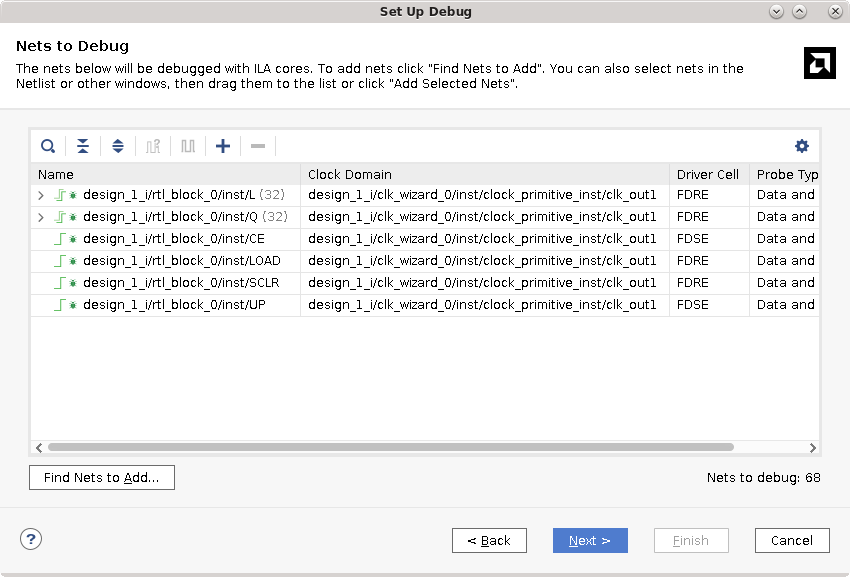 Set Up Debug
Nets to Debug
The nets below will be debugged with ILA cores. To add nets click "Find Nets to Add". You can also select nets in the
Netlist or other windows, then drag them to the list or click "Add Selected Nets".
Name Clock Domain Driver Cell Probe Typ
design_1_i/rtl_block_0/inst/L (32) design_1_i/clk_wizard_0/inst/clock_primitive_inst/clk_out1 FDRE Data and
design_1_i/rtl_block_0/inst/Q (32) design_1_i/clk_wizard_0/inst/clock_primitive_inst/clk_out1 FDRE Data and
design_1_i/rtl_block_0/inst/CE design_1_i/clk_wizard_0/inst/clock_primitive_inst/clk_out1 FDSE Data and
design_1_i/rtl_block_0/inst/LOAD design_1_i/clk_wizard_0/inst/clock_primitive_inst/clk_out1 FDRE Data and
design_1_i/rtl_block_0/inst/SCLR design_1_i/clk_wizard_0/inst/clock_primitive_inst/clk_out1 FDRE Data and
design_1_i/rtl_block_0/inst/UP design_1_i/clk_wizard_0/inst/clock_primitive_inst/clk_out1 FDSE Data and
Find Nets to Add... Nets to debug: 68
? < Back Next > Finish Cancel